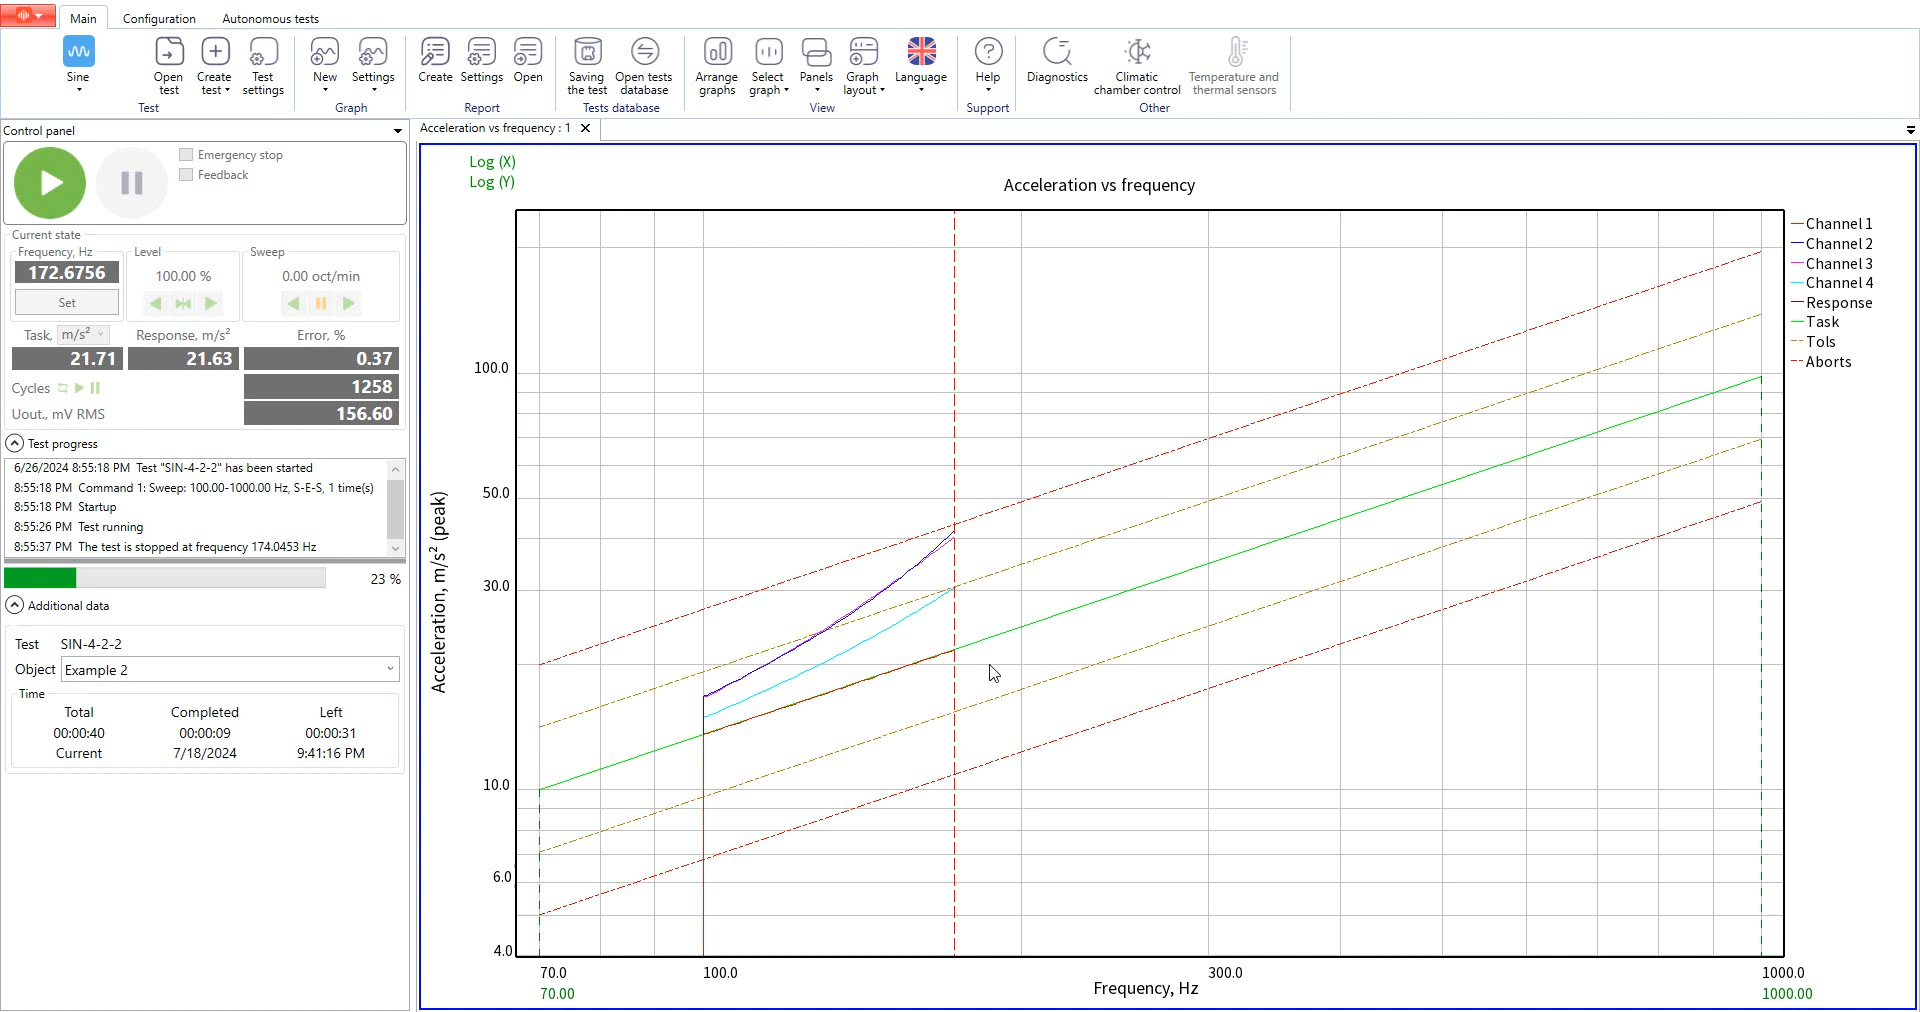 Main Configuration Autonomous tests
Sine Open test Create test Test settings New Settings Create Settings Open Saving the test Open tests database Arrange graphs Select graph Panels Graph layout Language Help Diagnostics Climatic chamber control Temperature and thermal sensors
Test Graph Report Tests database View Support Other
Control panel
Acceleration vs frequency : 1
Emergency stop
Feedback
Current state
Frequency, Hz Level Sweep
172.6756 100.00 % 0.00 oct/min
Set
Task, m/s² Response, m/s² Error, %
21.71 21.63 0.37
Cycles 1258
Uout., mV RMS 156.60
Test progress
6/26/2024 8:55:18 PM Test "SIN-4-2-2" has been started
8:55:18 PM Command 1: Sweep: 100.00-1000.00 Hz, S-E-S, 1 time(s)
8:55:18 PM Startup
8:55:26 PM Test running
8:55:37 PM The test is stopped at frequency 174.0453 Hz
23 %
Additional data
Test SIN-4-2-2
Object Example 2
Time
Total Completed Left
00:00:40 00:00:09 00:00:31
Current 7/18/2024 9:41:16 PM
Log (X)
Log (Y)
Acceleration vs frequency
Acceleration, m/s² (peak)
100.0
50.0
30.0
10.0
6.0
4.0
70.0 100.0 300.0 1000.0
70.00 1000.00
Frequency, Hz
Channel 1
Channel 2
Channel 3
Channel 4
Response
Task
Tols
Aborts